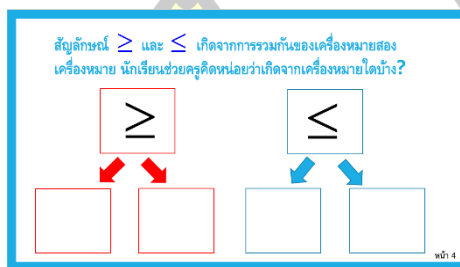 สัญลักษณ์ ≥ และ ≤ เกิดจากการรวมกันของเครื่องหมายสอง
เครื่องหมาย นักเรียนช่วยครูคิดหน่อยว่าเกิดจากเครื่องหมายใดบ้าง?
≥ ≤
หน้า 4